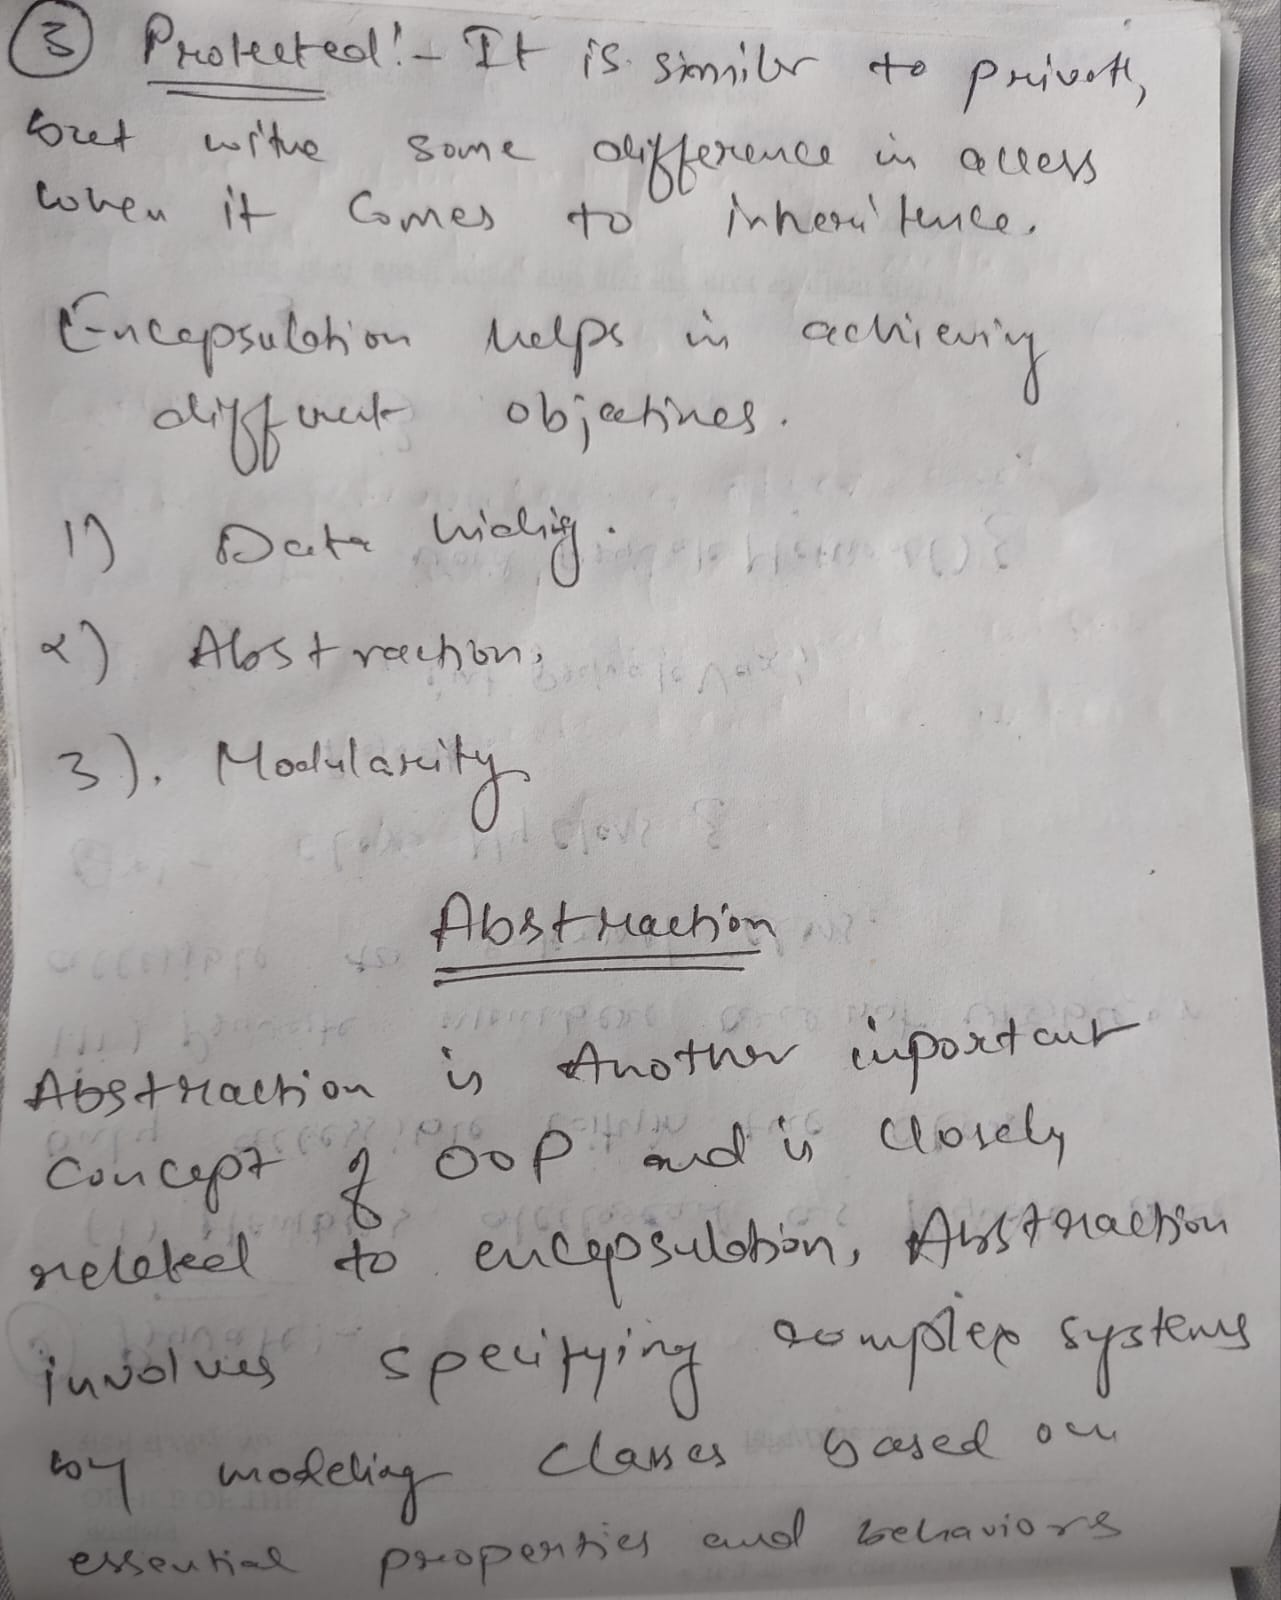 ③ Protected:- It is similar to private,
but with some difference in access
when it comes to inheritence.
Encapsulation helps in achieving
different objectives.
1) Data hiding.
2) Abstraction,
3). Modularity
Abstraction
Abstraction is Another important
Concept of OOP and is closely
related to encapsulation, Abstraction
involves specifying complex systems
by modeling classes based on
essential properties and behaviors